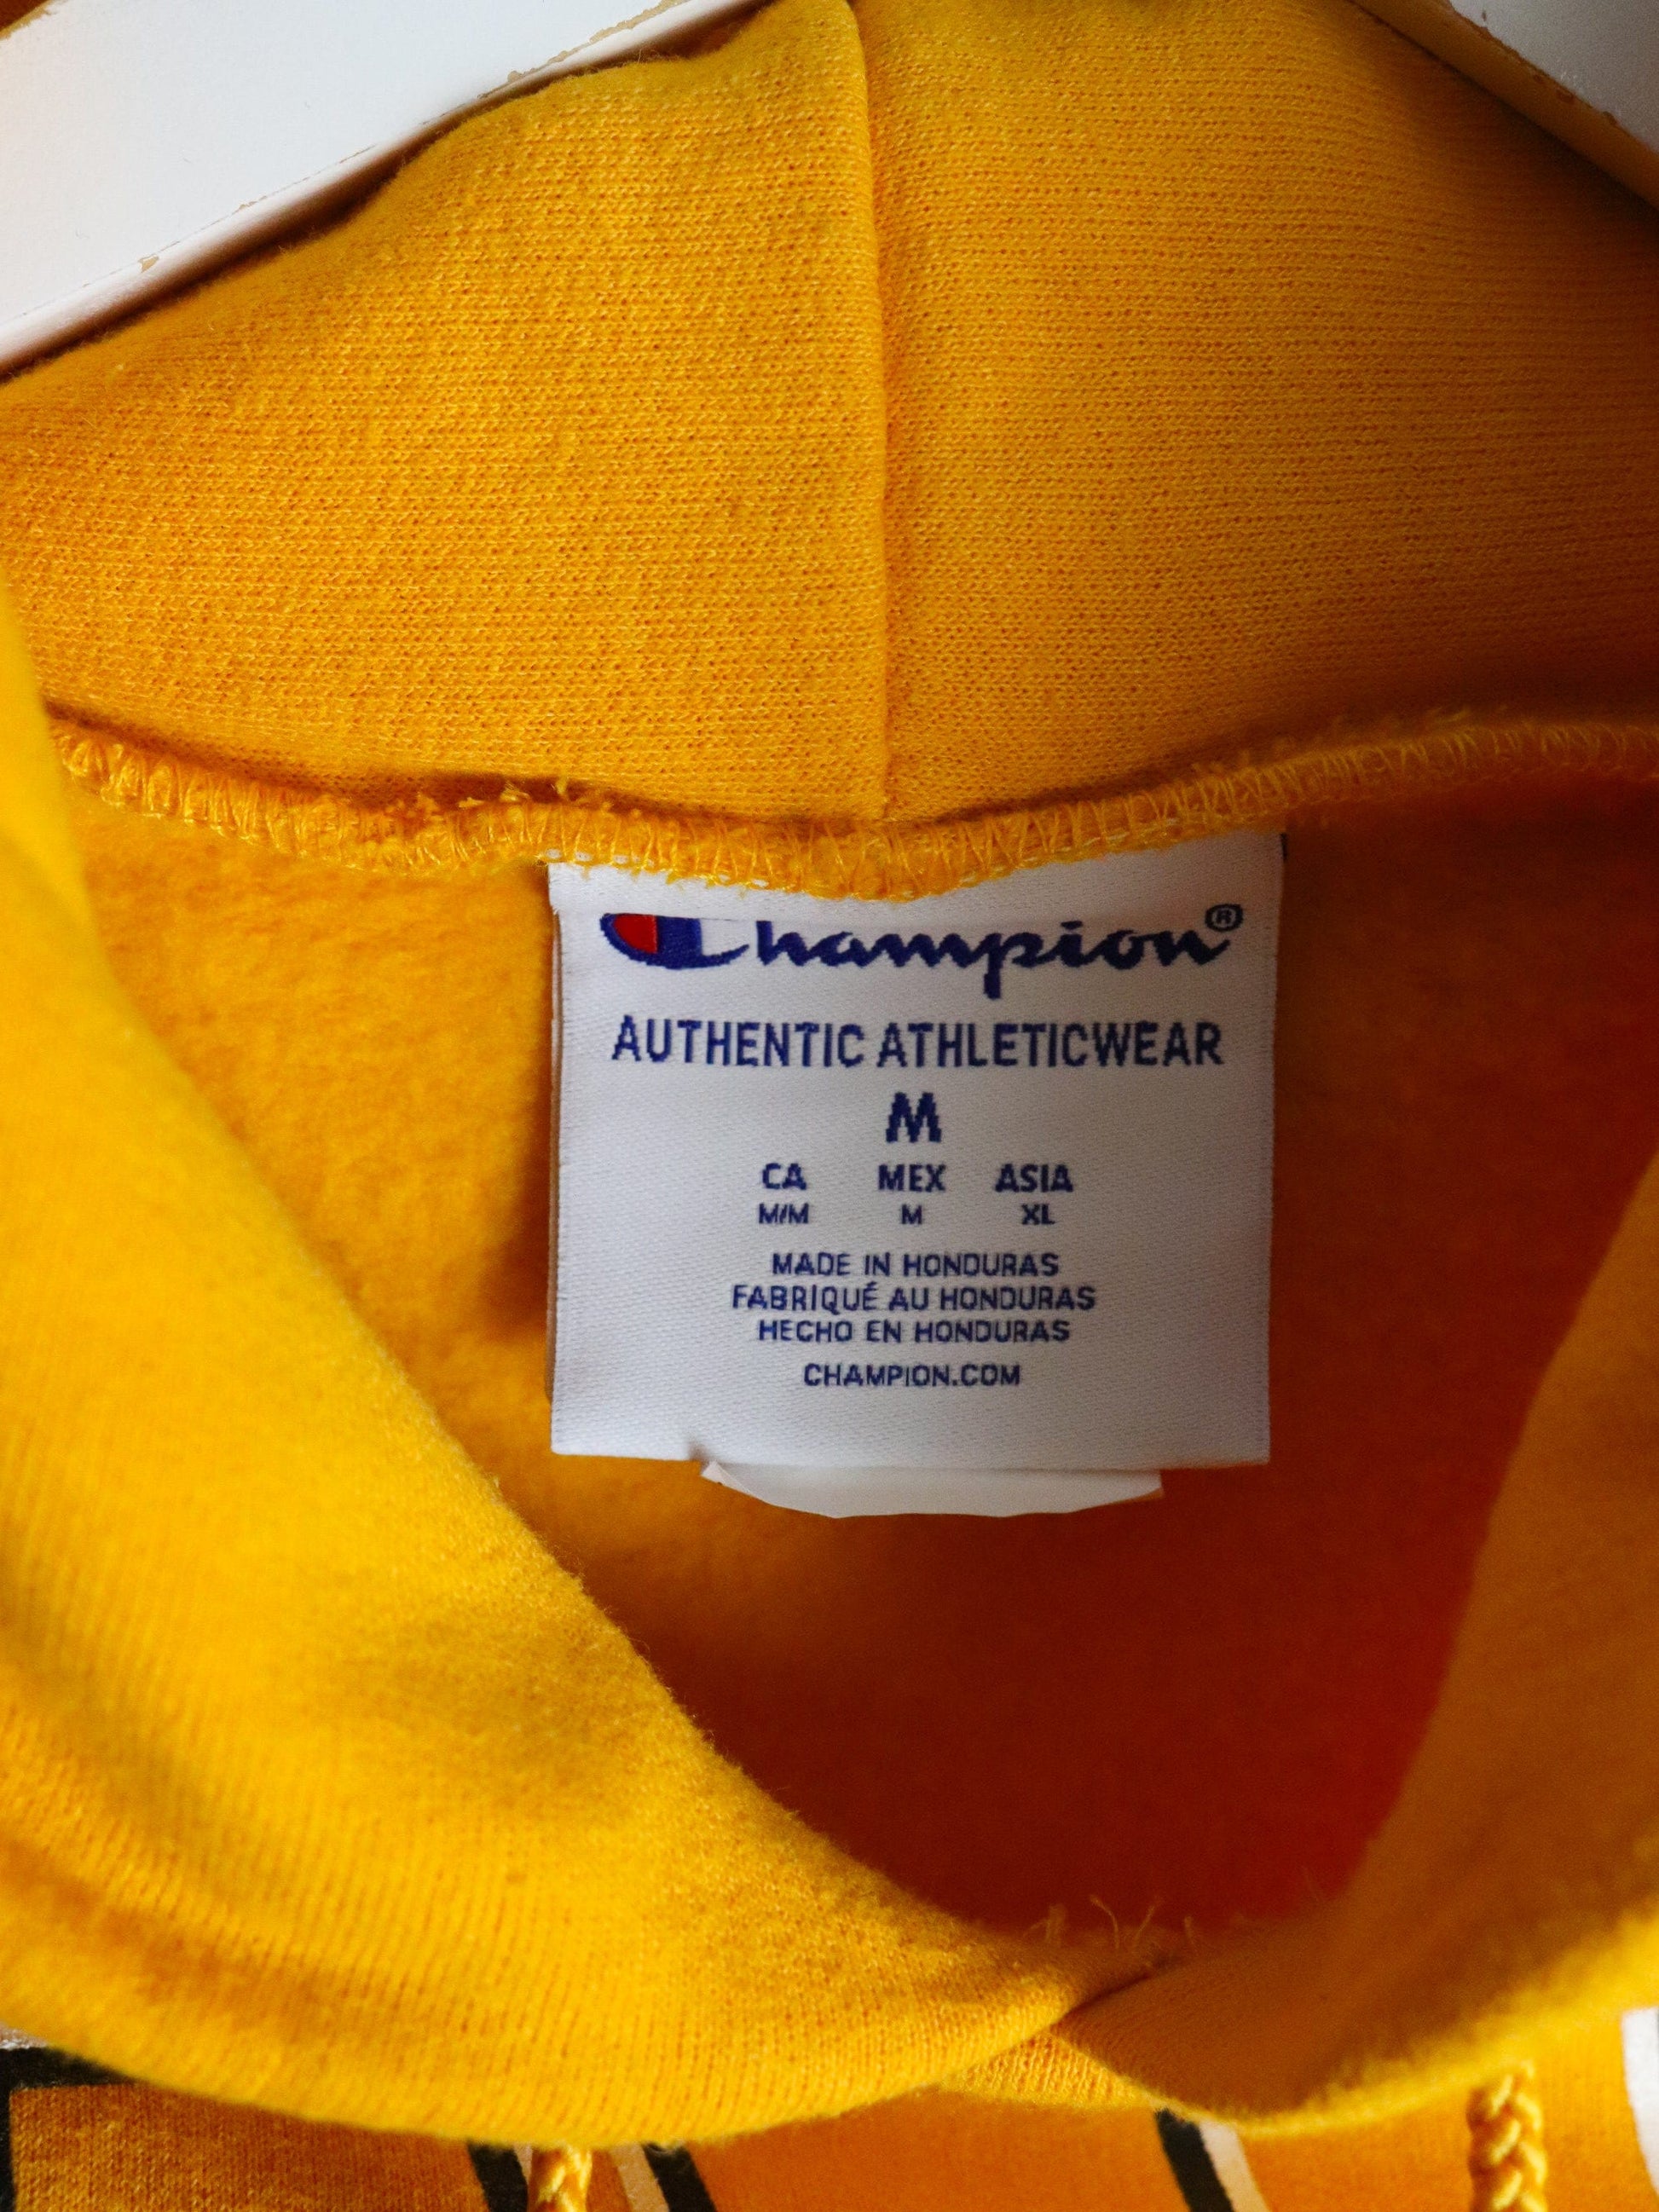 Champion®
AUTHENTIC ATHLETICWEAR
M
CA MEX ASIA
M/M M XL
MADE IN HONDURAS
FABRIQUÉ AU HONDURAS
HECHO EN HONDURAS
CHAMPION.COM